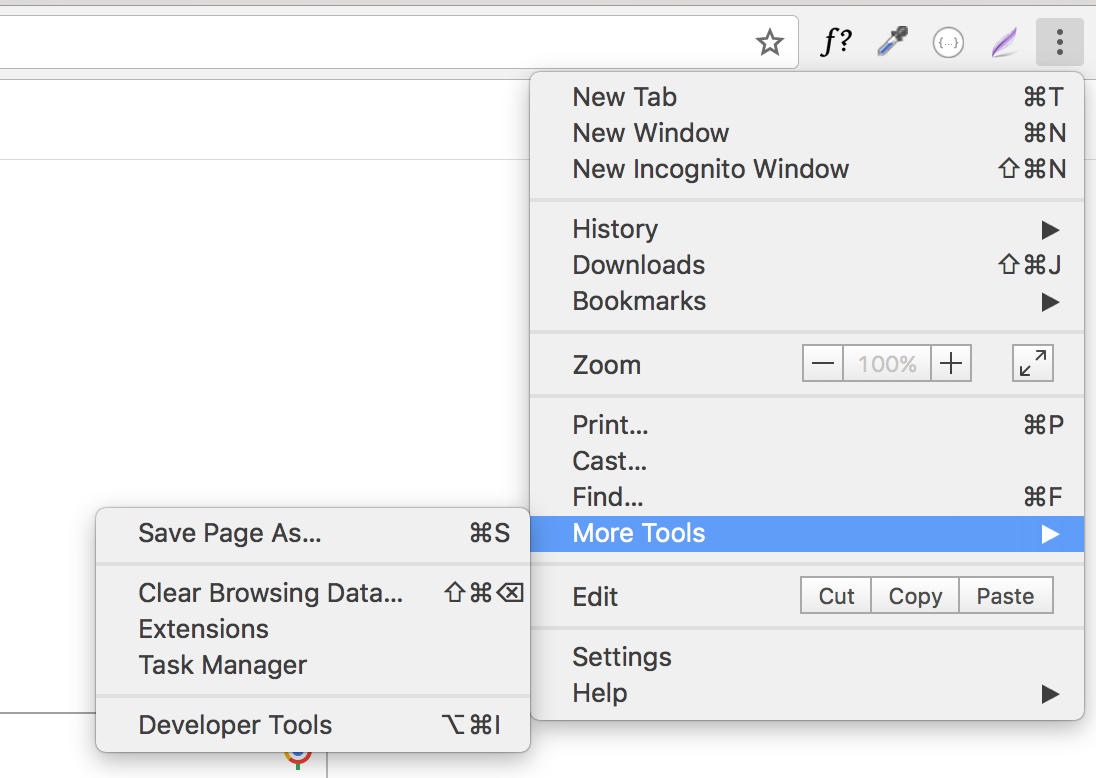 f?
{...}
New Tab ⌘T
New Window ⌘N
New Incognito Window ⇧⌘N
History ▶
Downloads ⇧⌘J
Bookmarks ▶
Zoom — 100% +
Print... ⌘P
Cast...
Find... ⌘F
More Tools ▶
Edit Cut Copy Paste
Settings
Help ▶
Save Page As... ⌘S
Clear Browsing Data... ⇧⌘⌫
Extensions
Task Manager
Developer Tools ⌥⌘I